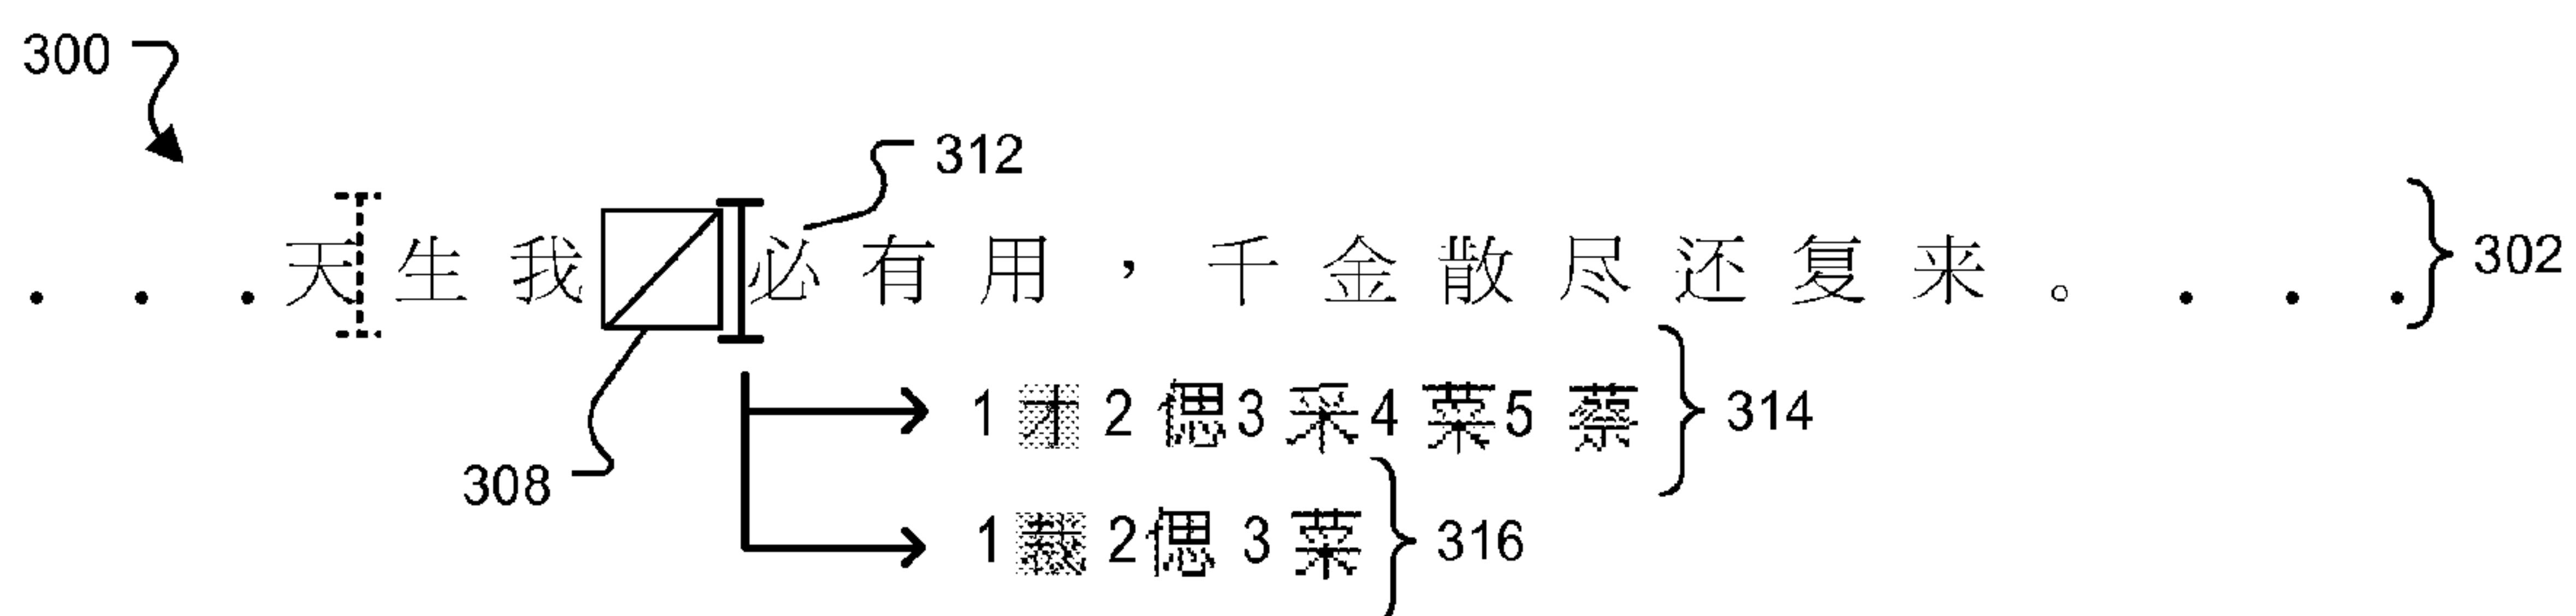 300
312
. . . 天生我必有用，千金散尽还复来。 . . . 302
1 才 2 偲 3 采 4 菜 5 蔡 314
308
1 2 偲 3 菜 316